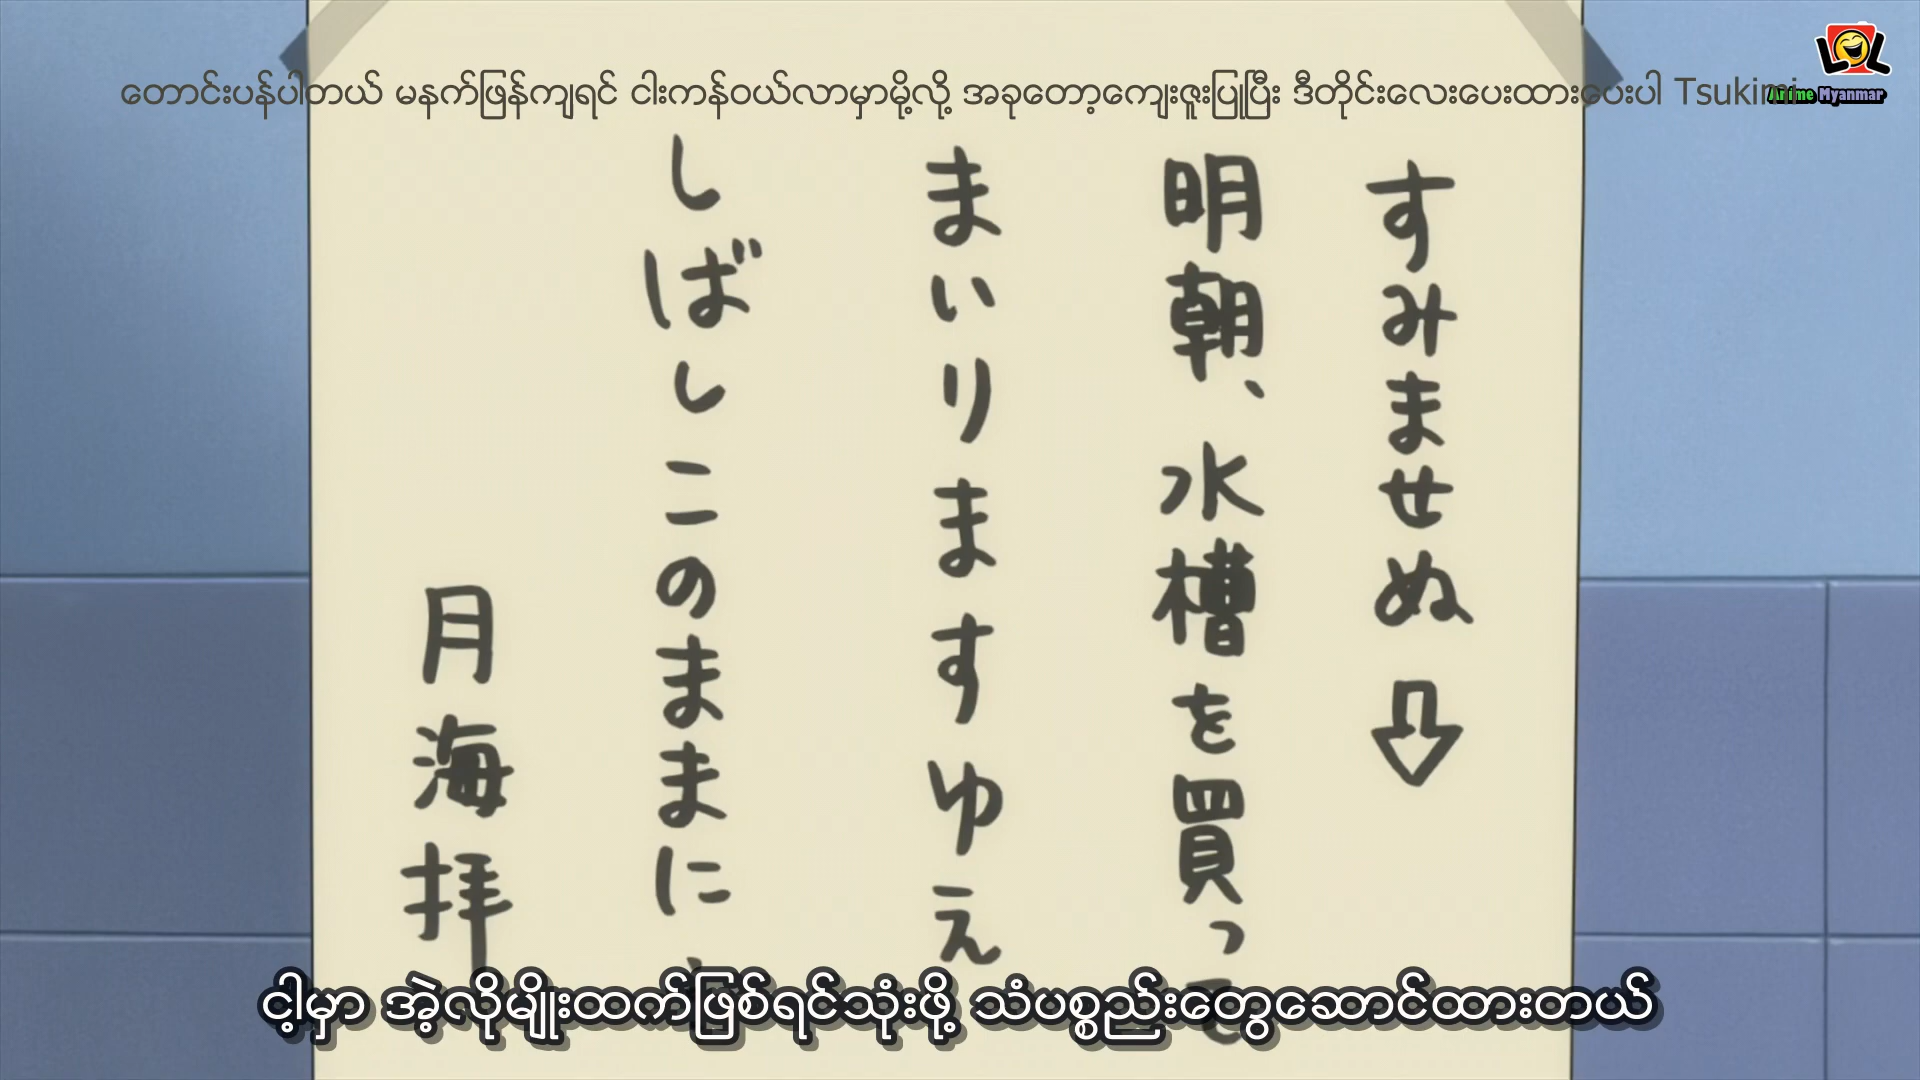 တောင်းပန်ပါတယ် မနက်ဖြန်ကျရင် ငါးကန်ဝယ်လာမှာမို့လို့ အခုတော့ကျေးဇူးပြုပြီး ဒီတိုင်းလေးပေးထားပေးပါ Tsukimi
LOL
Anime Myanmar
すみませぬ⇩
明朝、水槽を買って
まいりますゆえ
しばしこのままに、
月海拝
ငါ့မှာ အဲ့လိုမျိုးထက်ဖြစ်ရင်သုံးဖို့ သံပစ္စည်းတွေဆောင်ထားတယ်